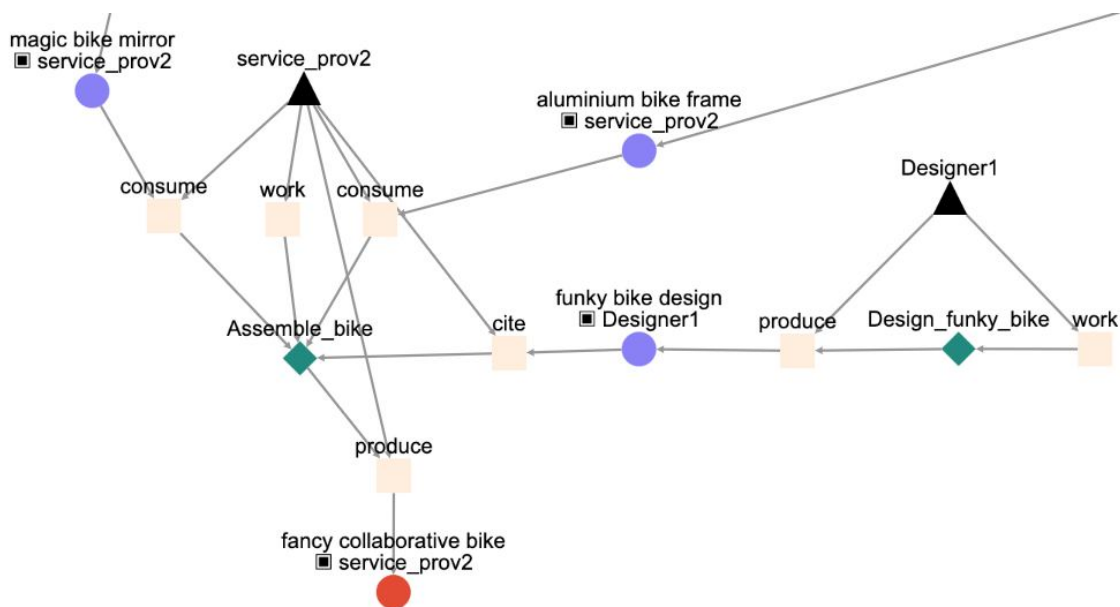 magic bike mirror
▣ service_prov2
service_prov2
aluminium bike frame
▣ service_prov2
Designer1
consume
work
consume
funky bike design
▣ Designer1
cite
produce
Design_funky_bike
work
Assemble_bike
produce
fancy collaborative bike
▣ service_prov2